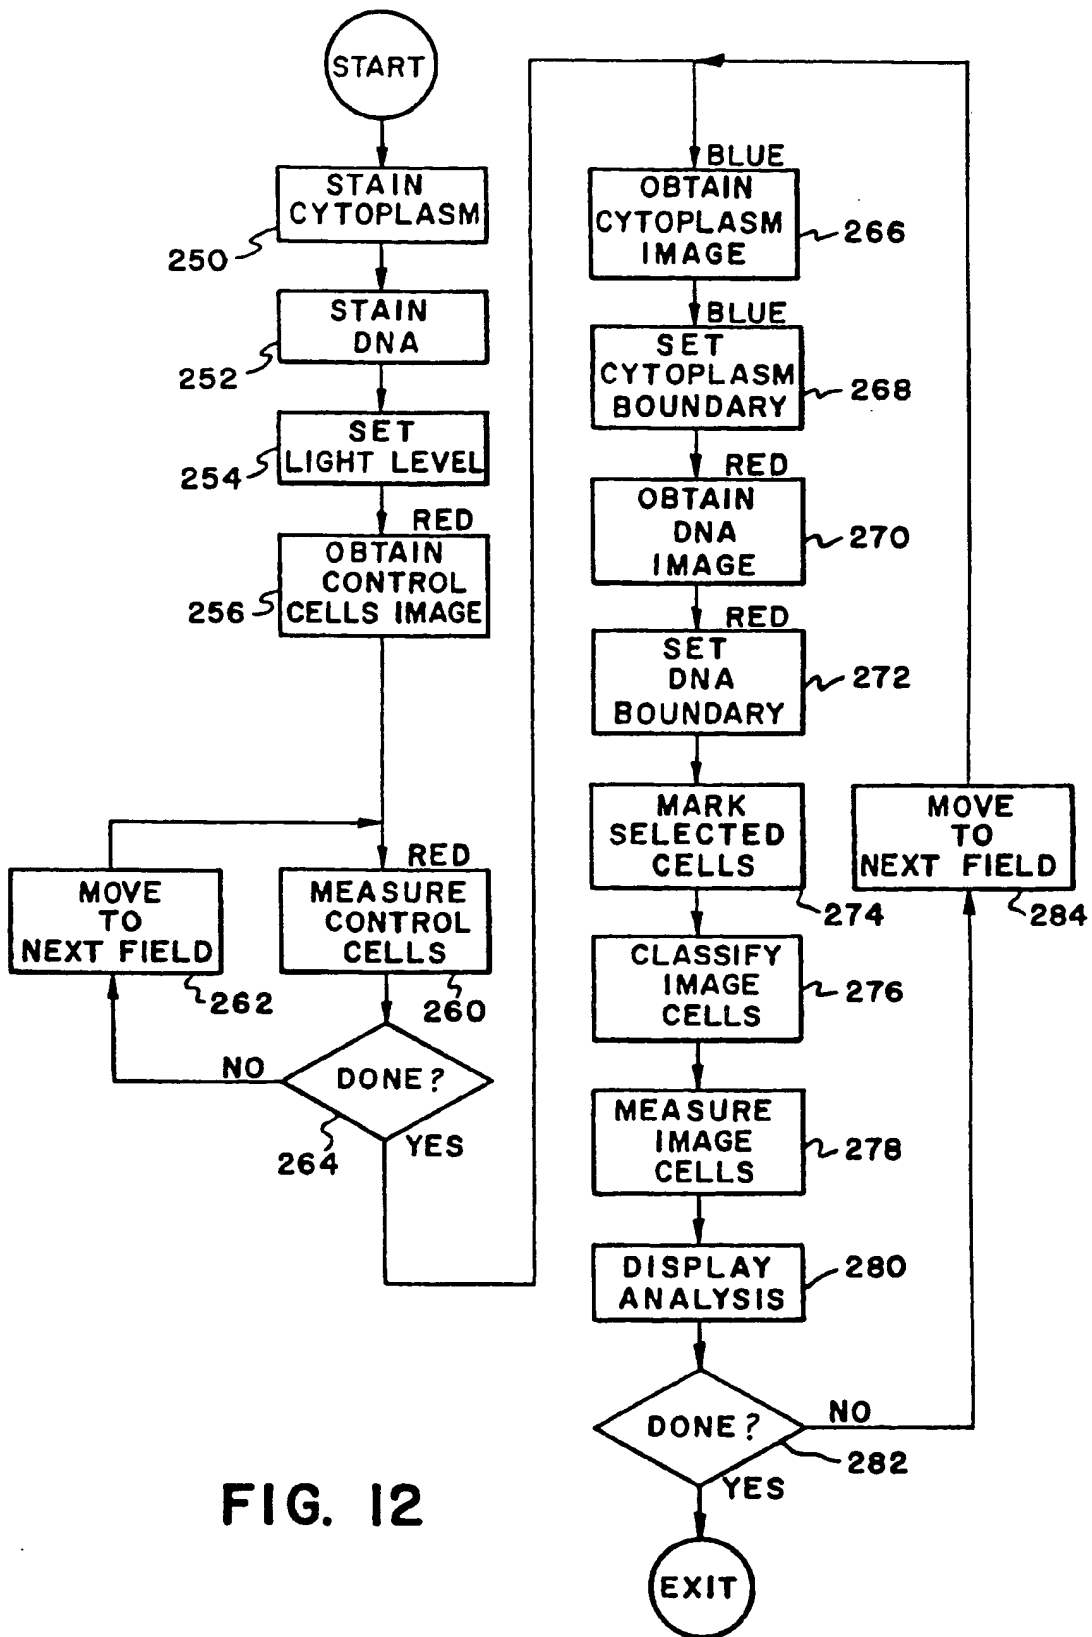 START
STAIN
CYTOPLASM
250
STAIN
DNA
252
SET
LIGHT LEVEL
254
RED
OBTAIN
CONTROL
CELLS IMAGE
256
RED
MEASURE
CONTROL
CELLS
260
MOVE
TO
NEXT FIELD
262
DONE?
NO
YES
264
BLUE
OBTAIN
CYTOPLASM
IMAGE
266
BLUE
SET
CYTOPLASM
BOUNDARY
268
RED
OBTAIN
DNA
IMAGE
270
RED
SET
DNA
BOUNDARY
272
MARK
SELECTED
CELLS
274
MOVE
TO
NEXT FIELD
284
CLASSIFY
IMAGE
CELLS
276
MEASURE
IMAGE
CELLS
278
DISPLAY
ANALYSIS
280
DONE?
NO
282
YES
EXIT
FIG. 12